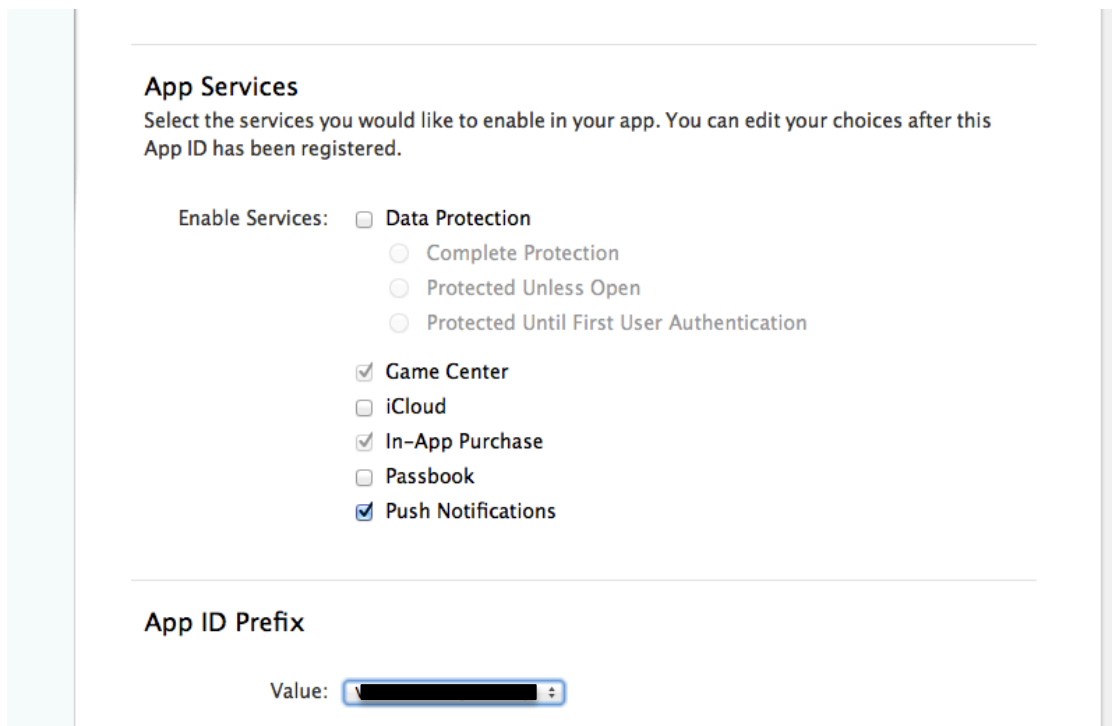 App Services
Select the services you would like to enable in your app. You can edit your choices after this
App ID has been registered.
Enable Services: Data Protection
Complete Protection
Protected Unless Open
Protected Until First User Authentication
Game Center
iCloud
In-App Purchase
Passbook
Push Notifications
App ID Prefix
Value: